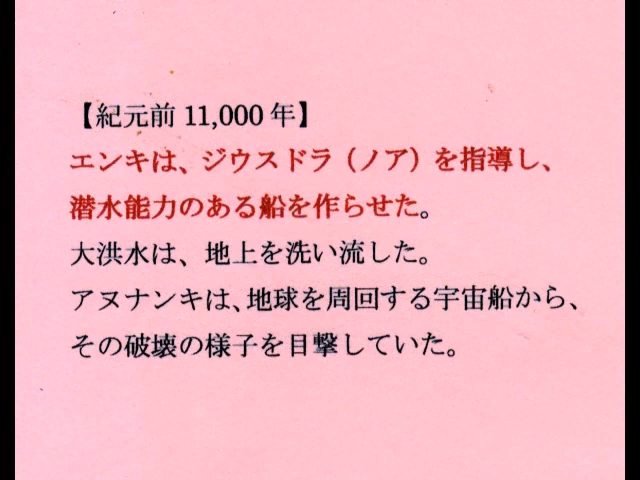 【紀元前 11,000 年】
エンキは、ジウスドラ（ノア）を指導し、
潜水能力のある船を作らせた。
大洪水は、地上を洗い流した。
アヌナンキは、地球を周回する宇宙船から、
その破壊の様子を目撃していた。